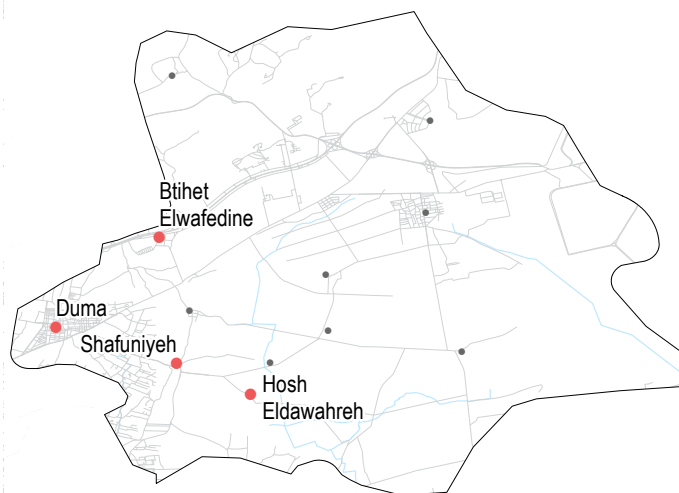 Btihet
Elwafedine
Duma
Shafuniyeh
Hosh
Eldawahreh